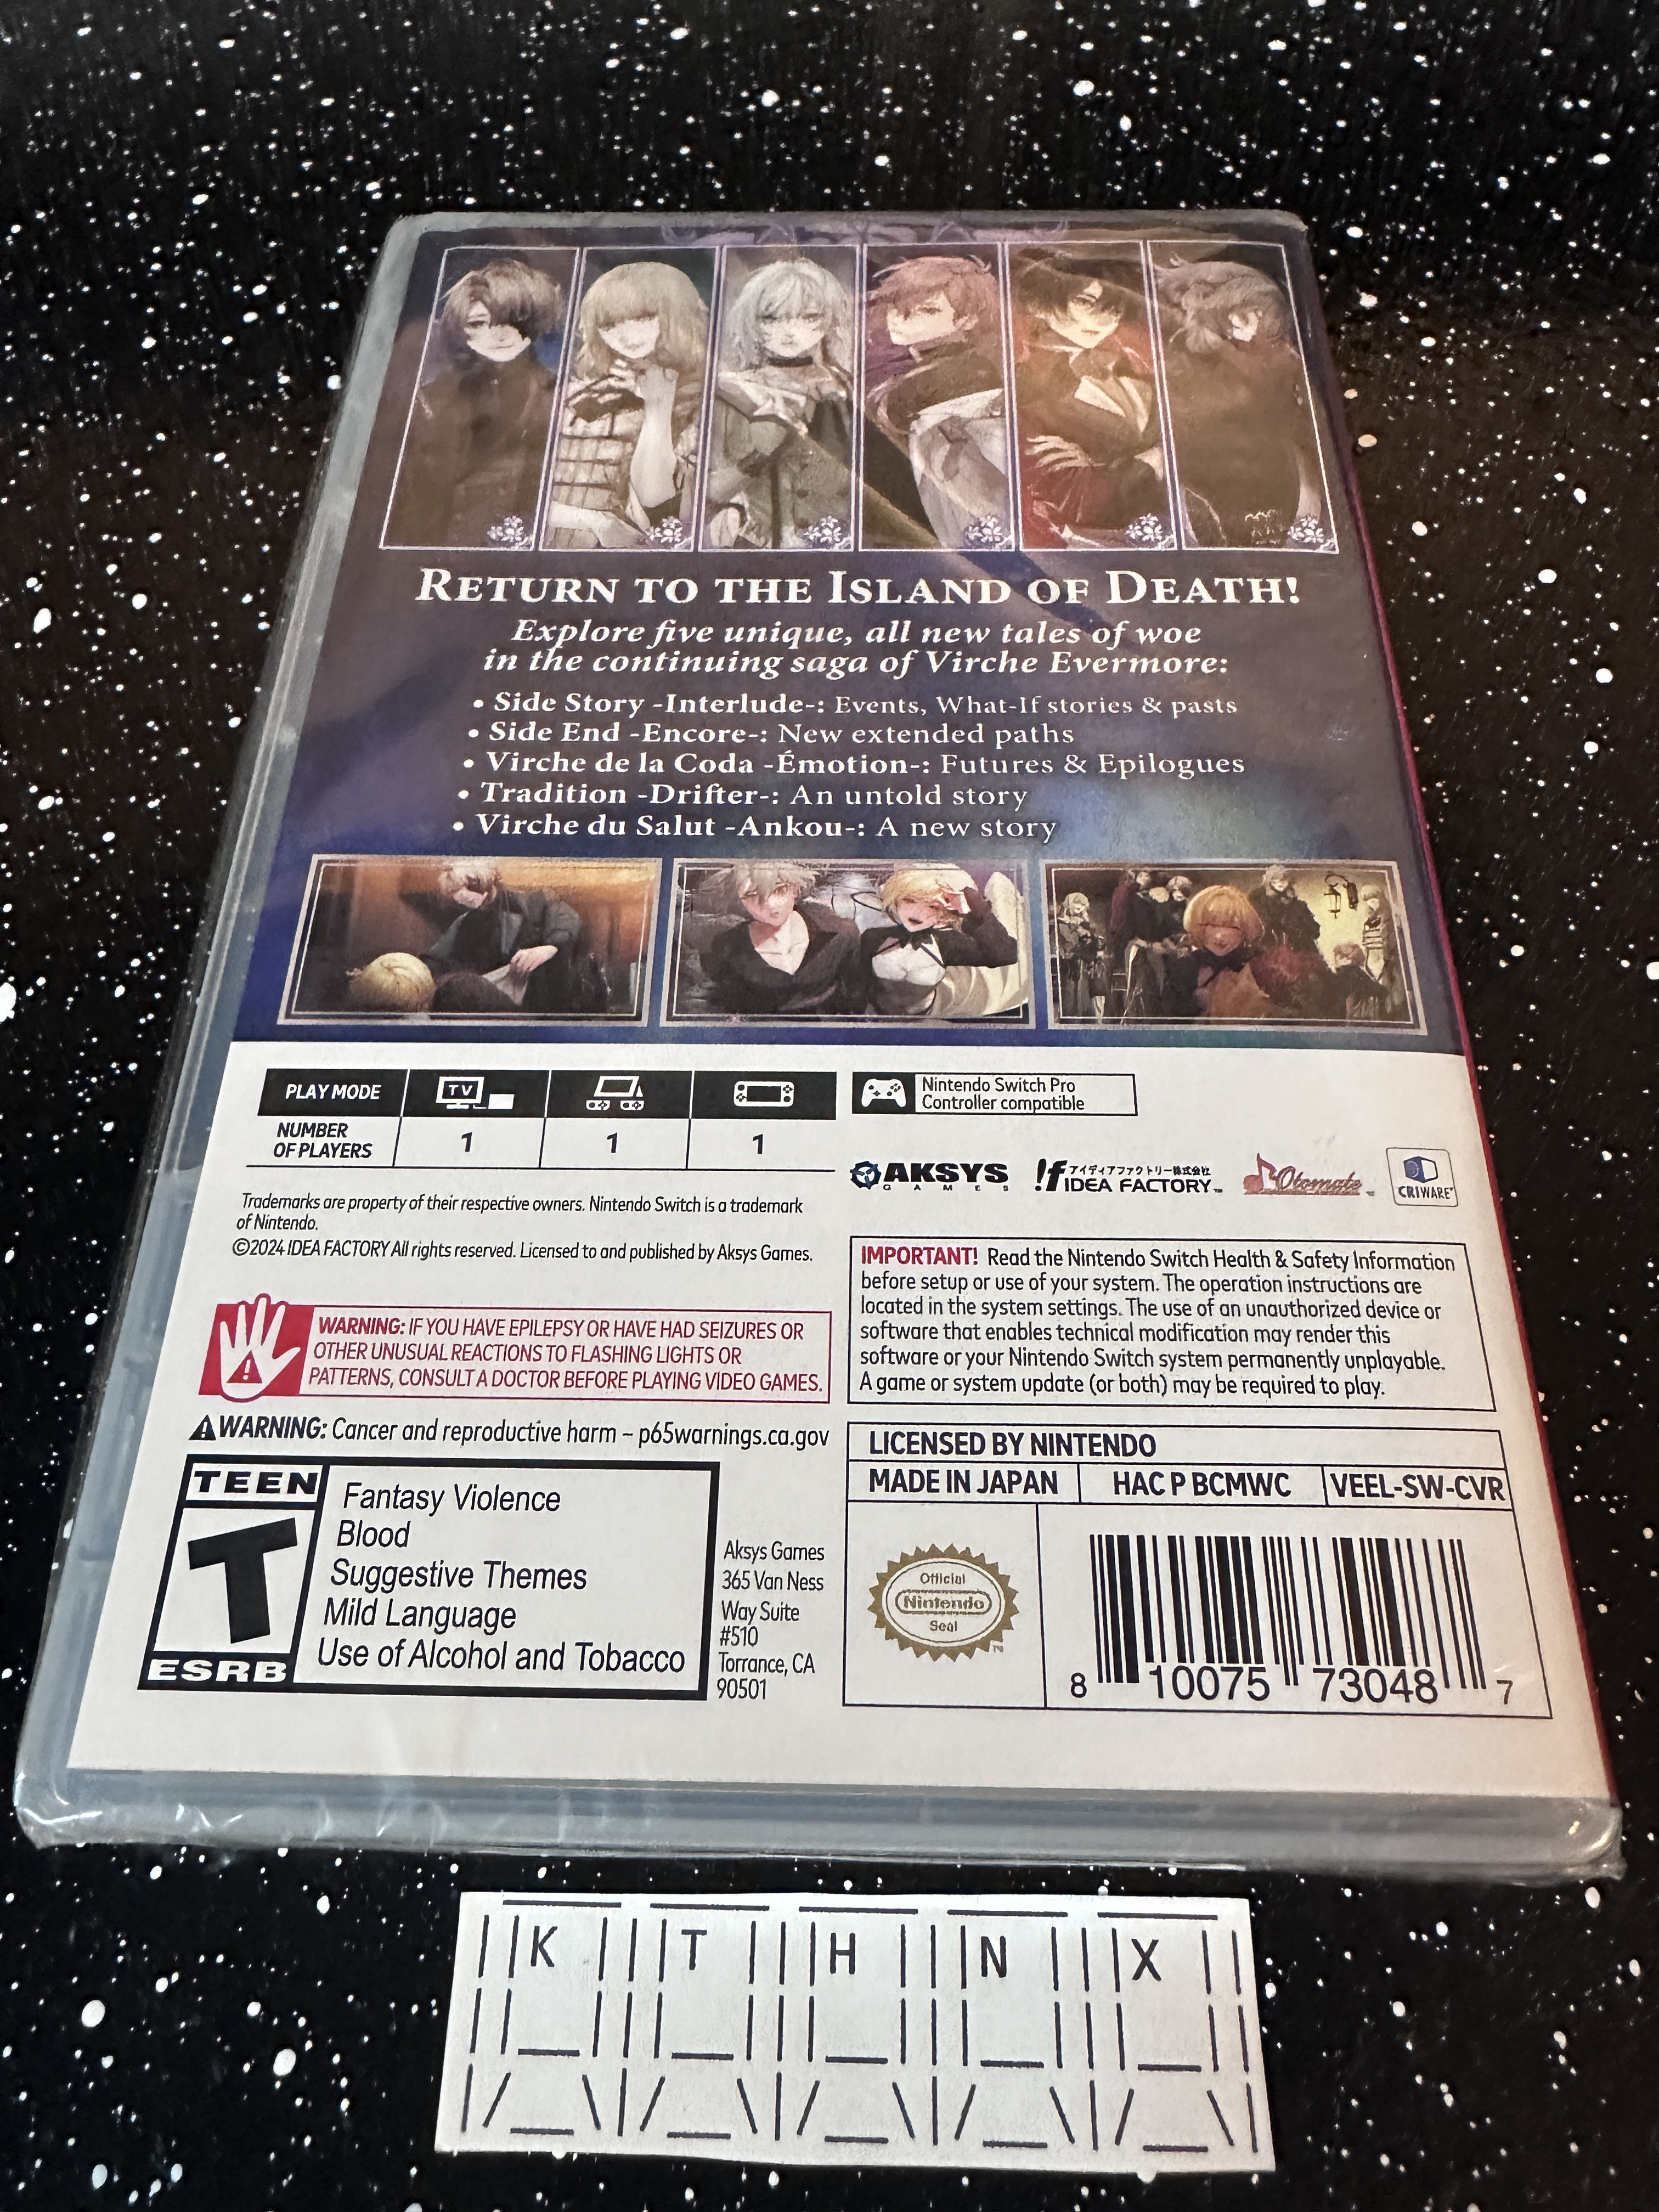 RETURN TO THE ISLAND OF DEATH!
Explore five unique, all new tales of woe
in the continuing saga of Virche Evermore:
• Side Story -Interlude-: Events, What-If stories & pasts
• Side End -Encore-: New extended paths
• Virche de la Coda -Émotion-: Futures & Epilogues
• Tradition -Drifter-: An untold story
• Virche du Salut -Ankou-: A new story
PLAY MODE
TV
NUMBER
OF PLAYERS
1 1 1
Nintendo Switch Pro
Controller compatible
AKSYS
GAMES
アイディアファクトリー株式会社
IDEA FACTORY™
Otomate™
CRIWARE
Trademarks are property of their respective owners. Nintendo Switch is a trademark
of Nintendo.
©2024 IDEA FACTORY All rights reserved. Licensed to and published by Aksys Games.
WARNING: IF YOU HAVE EPILEPSY OR HAVE HAD SEIZURES OR
OTHER UNUSUAL REACTIONS TO FLASHING LIGHTS OR
PATTERNS, CONSULT A DOCTOR BEFORE PLAYING VIDEO GAMES.
WARNING: Cancer and reproductive harm – p65warnings.ca.gov
IMPORTANT! Read the Nintendo Switch Health & Safety Information
before setup or use of your system. The operation instructions are
located in the system settings. The use of an unauthorized device or
software that enables technical modification may render this
software or your Nintendo Switch system permanently unplayable.
A game or system update (or both) may be required to play.
TEEN
T
ESRB
Fantasy Violence
Blood
Suggestive Themes
Mild Language
Use of Alcohol and Tobacco
Aksys Games
365 Van Ness
Way Suite
#510
Torrance, CA
90501
LICENSED BY NINTENDO
MADE IN JAPAN HAC P BCMWC VEEL-SW-CVR
Official
Nintendo
Seal
TM
8 10075 73048 7
K T H N X